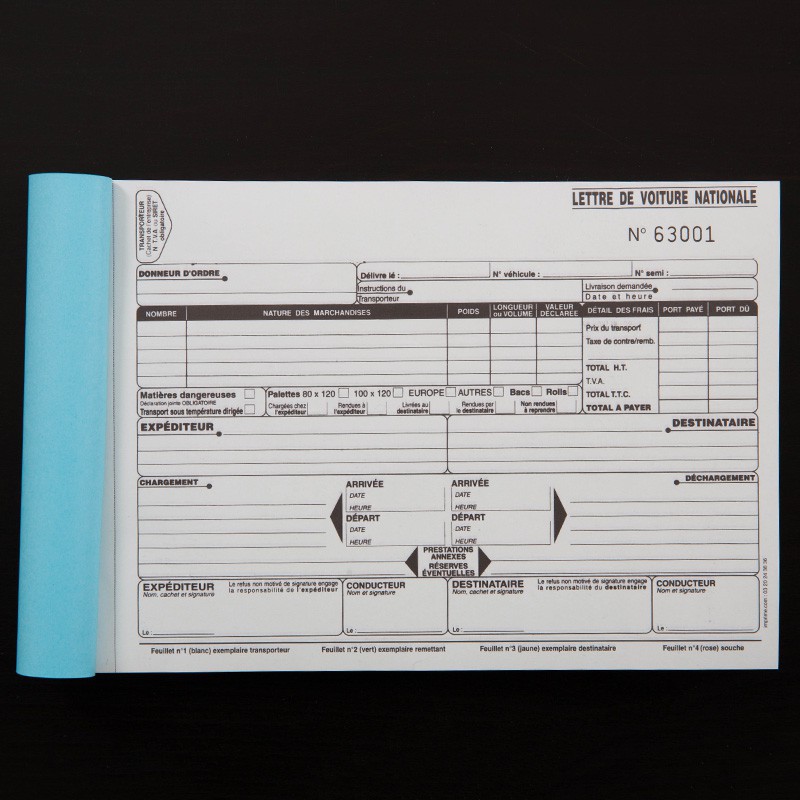 TRANSPORTEUR
(Cachet de l'entreprise)
N° T.V.A. ou SIRET
obligatoire
LETTRE DE VOITURE NATIONALE
N° 63001
DONNEUR D'ORDRE
Délivre lé :
N° véhicule :
N° semi :
Instructions du
Transporteur
Livraison demandée
Date et heure
NOMBRE
NATURE DES MARCHANDISES
POIDS
LONGUEUR
ou VOLUME
VALEUR
DÉCLARÉE
DÉTAIL DES FRAIS
PORT PAYÉ
PORT DÛ
Prix du transport
Taxe de contre/remb.
TOTAL H.T.
T.V.A.
TOTAL T.T.C.
TOTAL A PAYER
Matières dangereuses
Déclaration jointe OBLIGATOIRE
Transport sous température dirigée
Palettes 80 x 120 100 x 120 EUROPE AUTRES Bacs Rolls
Chargées chez
l'expéditeur
Rendues à
l'expéditeur
Livrées au
destinataire
Rendues par
le destinataire
Non rendues
à reprendre
EXPÉDITEUR
DESTINATAIRE
CHARGEMENT
DÉCHARGEMENT
ARRIVÉE
DATE
HEURE
DÉPART
DATE
HEURE
ARRIVÉE
DATE
HEURE
DÉPART
DATE
HEURE
PRESTATIONS
ANNEXES
RÉSERVES
ÉVENTUELLES
EXPÉDITEUR
Nom, cachet et signature
Le refus non motivé de signature engage
la responsabilité de l'expéditeur
Le :
CONDUCTEUR
Nom et signature
DESTINATAIRE
Nom, cachet et signature
Le refus non motivé de signature engage
la responsabilité du destinataire
Le :
CONDUCTEUR
Nom et signature
Le :
Le :
Feuillet n°1 (blanc) exemplaire transporteur
Feuillet n°2 (vert) exemplaire remettant
Feuillet n°3 (jaune) exemplaire destinataire
Feuillet n°4 (rose) souche